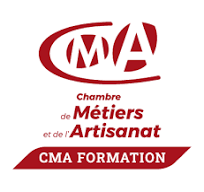 CMA
Chambre
de Métiers
et de l'Artisanat
CMA FORMATION